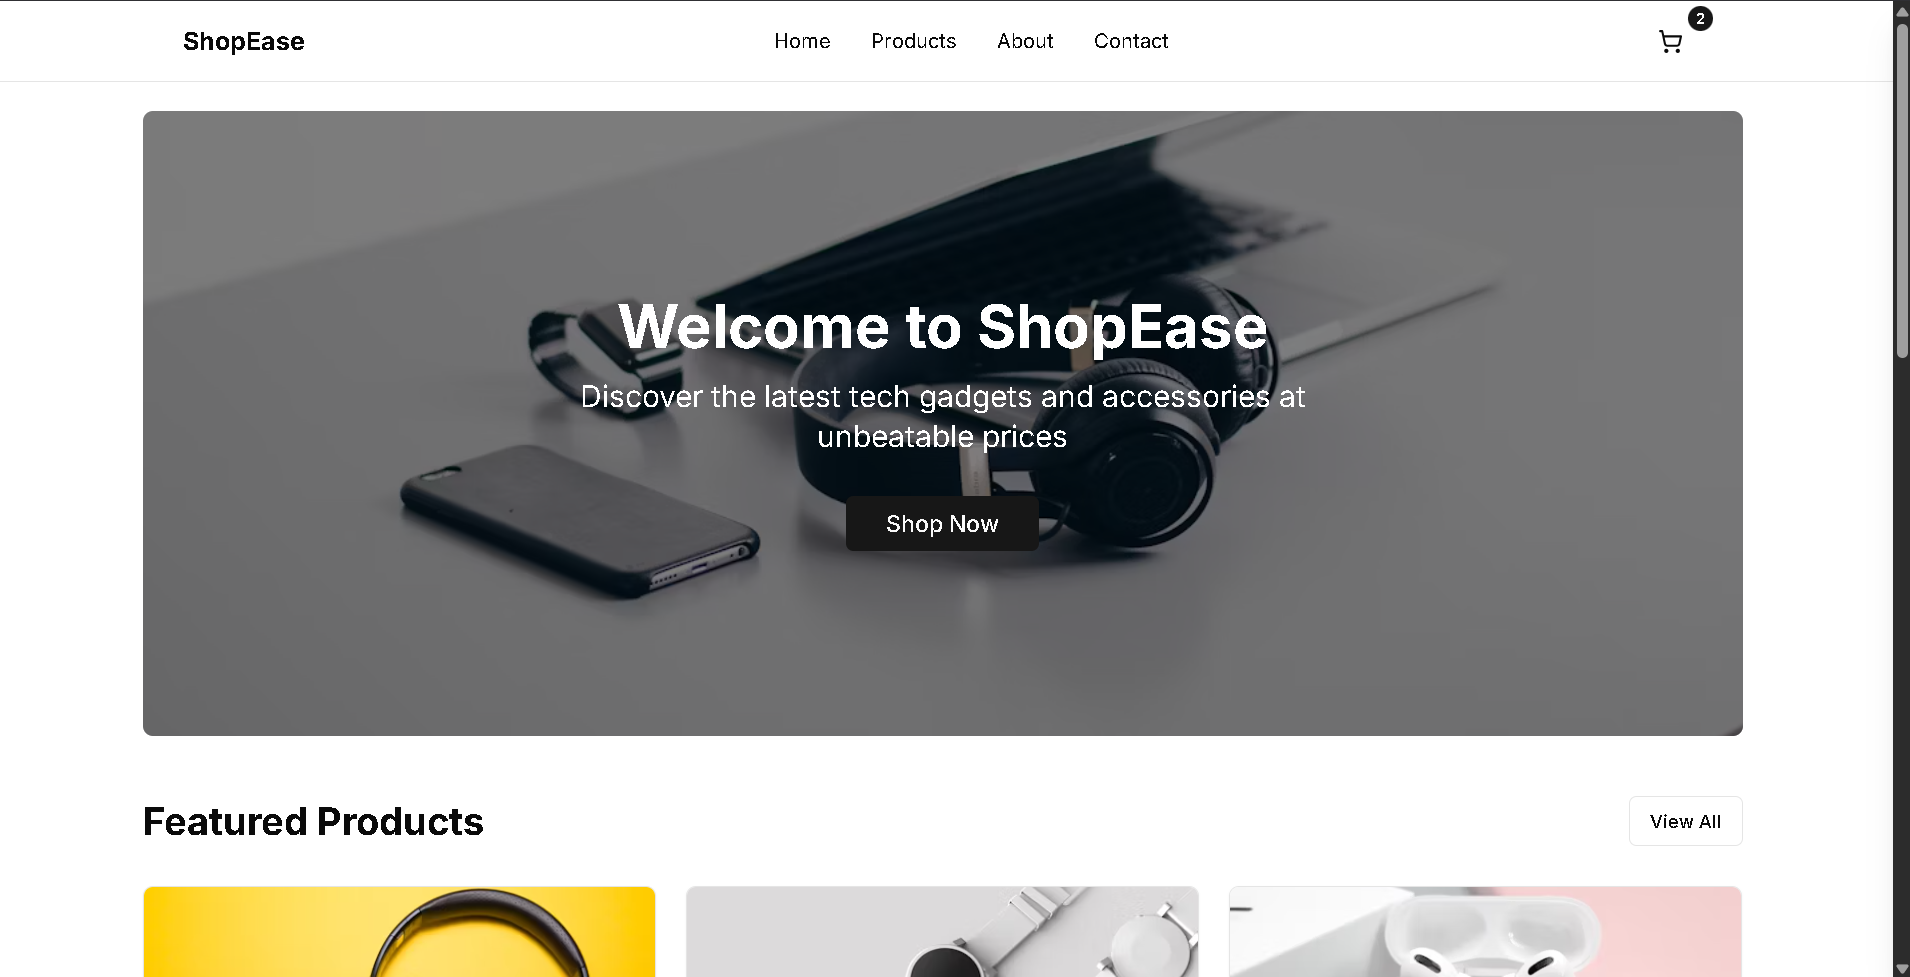 ShopEase
Home
Products
About
Contact
2
Welcome to ShopEase
Discover the latest tech gadgets and accessories at
unbeatable prices
Shop Now
Featured Products
View All